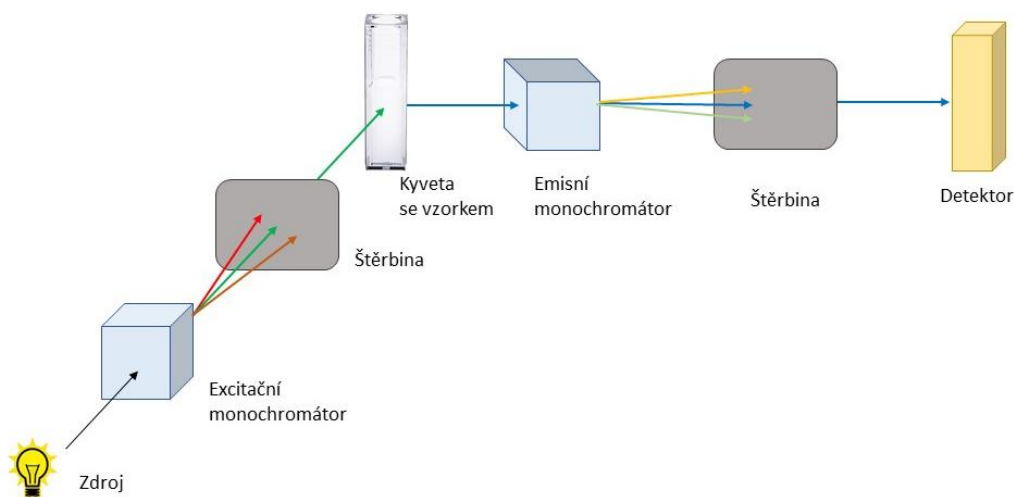 Kyveta
se vzorkem
Emisní
monochromátor
Štěrbina
Detektor
Štěrbina
Excitační
monochromátor
Zdroj